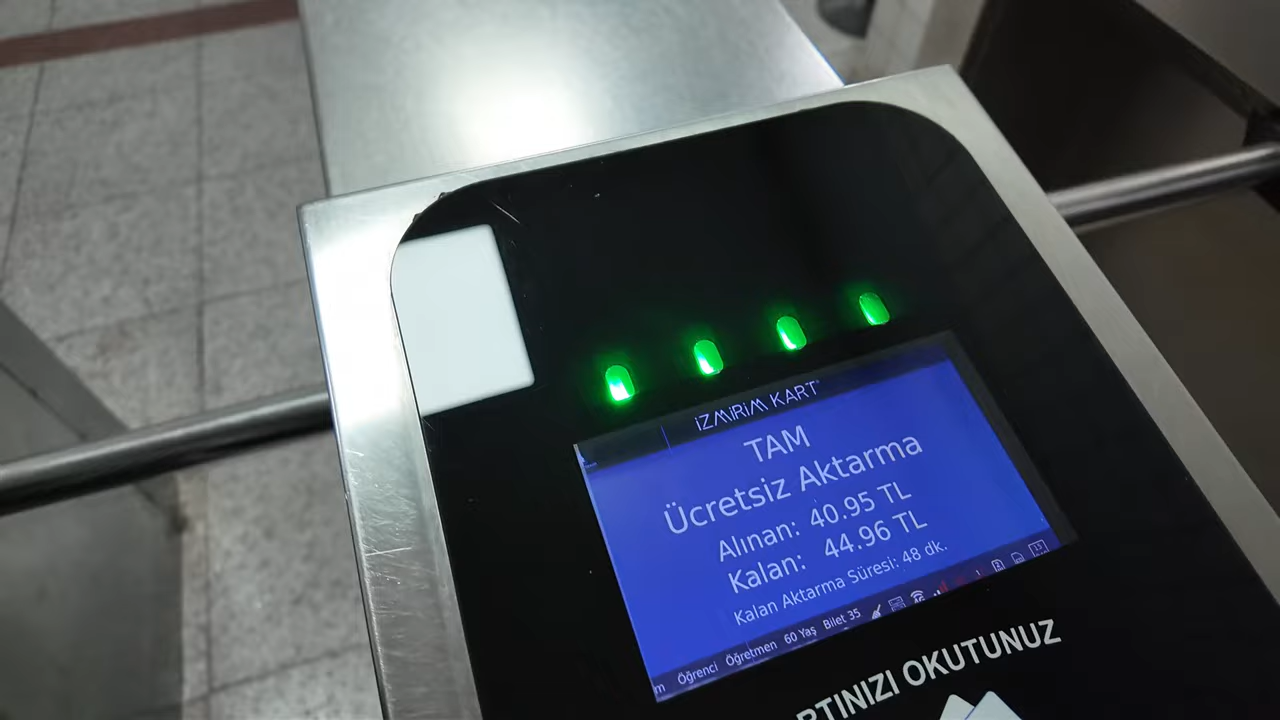 İZMİRİM KART
TAM
Ücretsiz Aktarma
Alınan: 40.95 TL
Kalan: 44.96 TL
Kalan Aktarma Süresi: 48 dk.
Öğrenci Öğretmen 60 Yaş Bilet 35
OKUTUNUZ